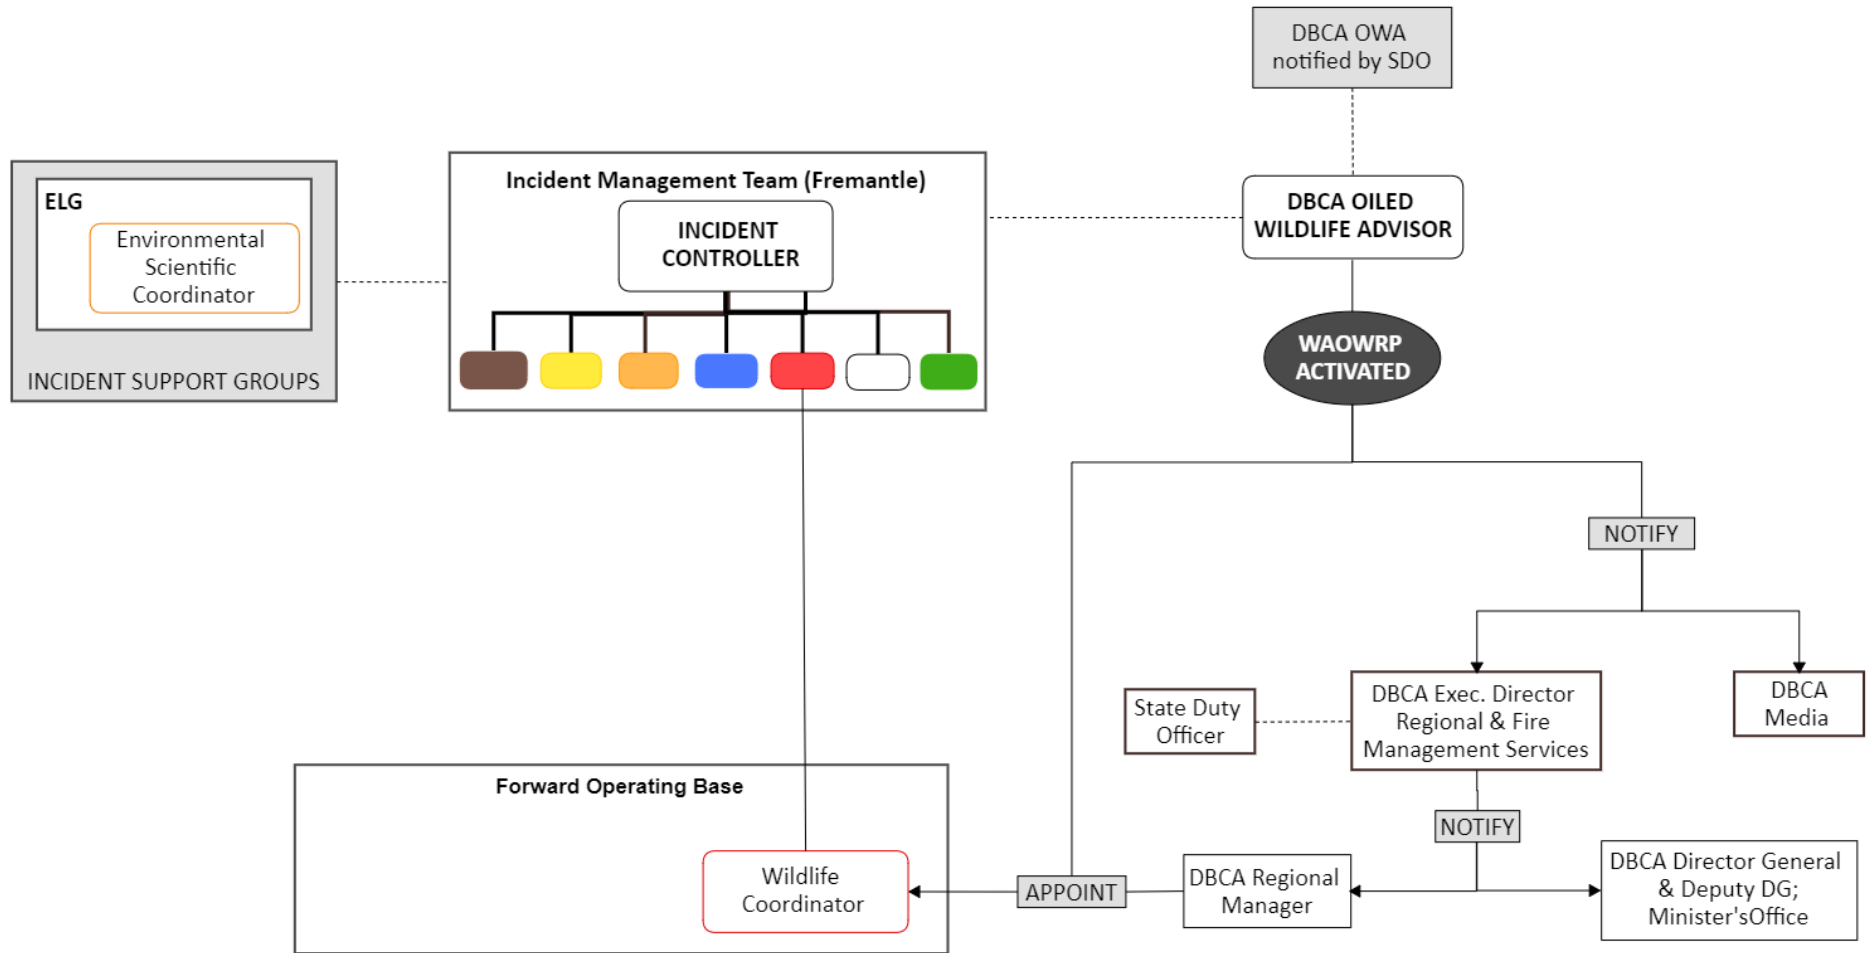 DBCA OWA
notified by SDO
DBCA OILED
WILDLIFE ADVISOR
Incident Management Team (Fremantle)
INCIDENT
CONTROLLER
ELG
Environmental
Scientific
Coordinator
INCIDENT SUPPORT GROUPS
WAOWRP
ACTIVATED
NOTIFY
DBCA Exec. Director
Regional & Fire
Management Services
State Duty
Officer
DBCA
Media
NOTIFY
DBCA Regional
Manager
DBCA Director General
& Deputy DG;
Minister'sOffice
APPOINT
Forward Operating Base
Wildlife
Coordinator